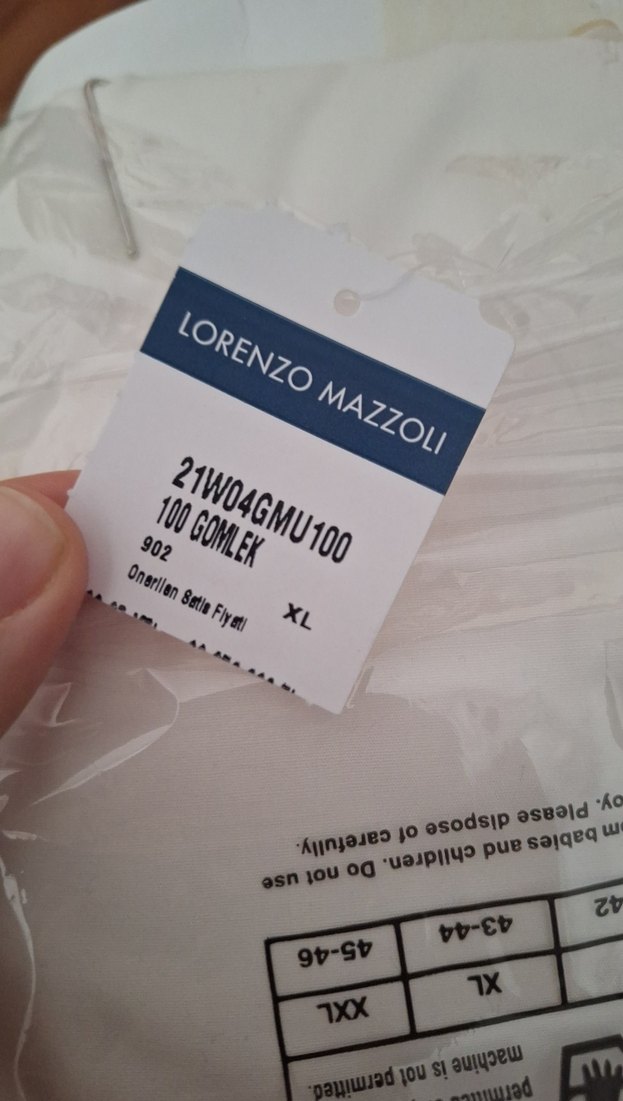 LORENZO MAZZOLI
21W04GMU100
100 GOMLEK
902
XL
Onerilen Satis Fiyati
machine is not permitted.
XL XXL
42 43-44 45-46
babies and children. Do not use
Please dispose of carefully.